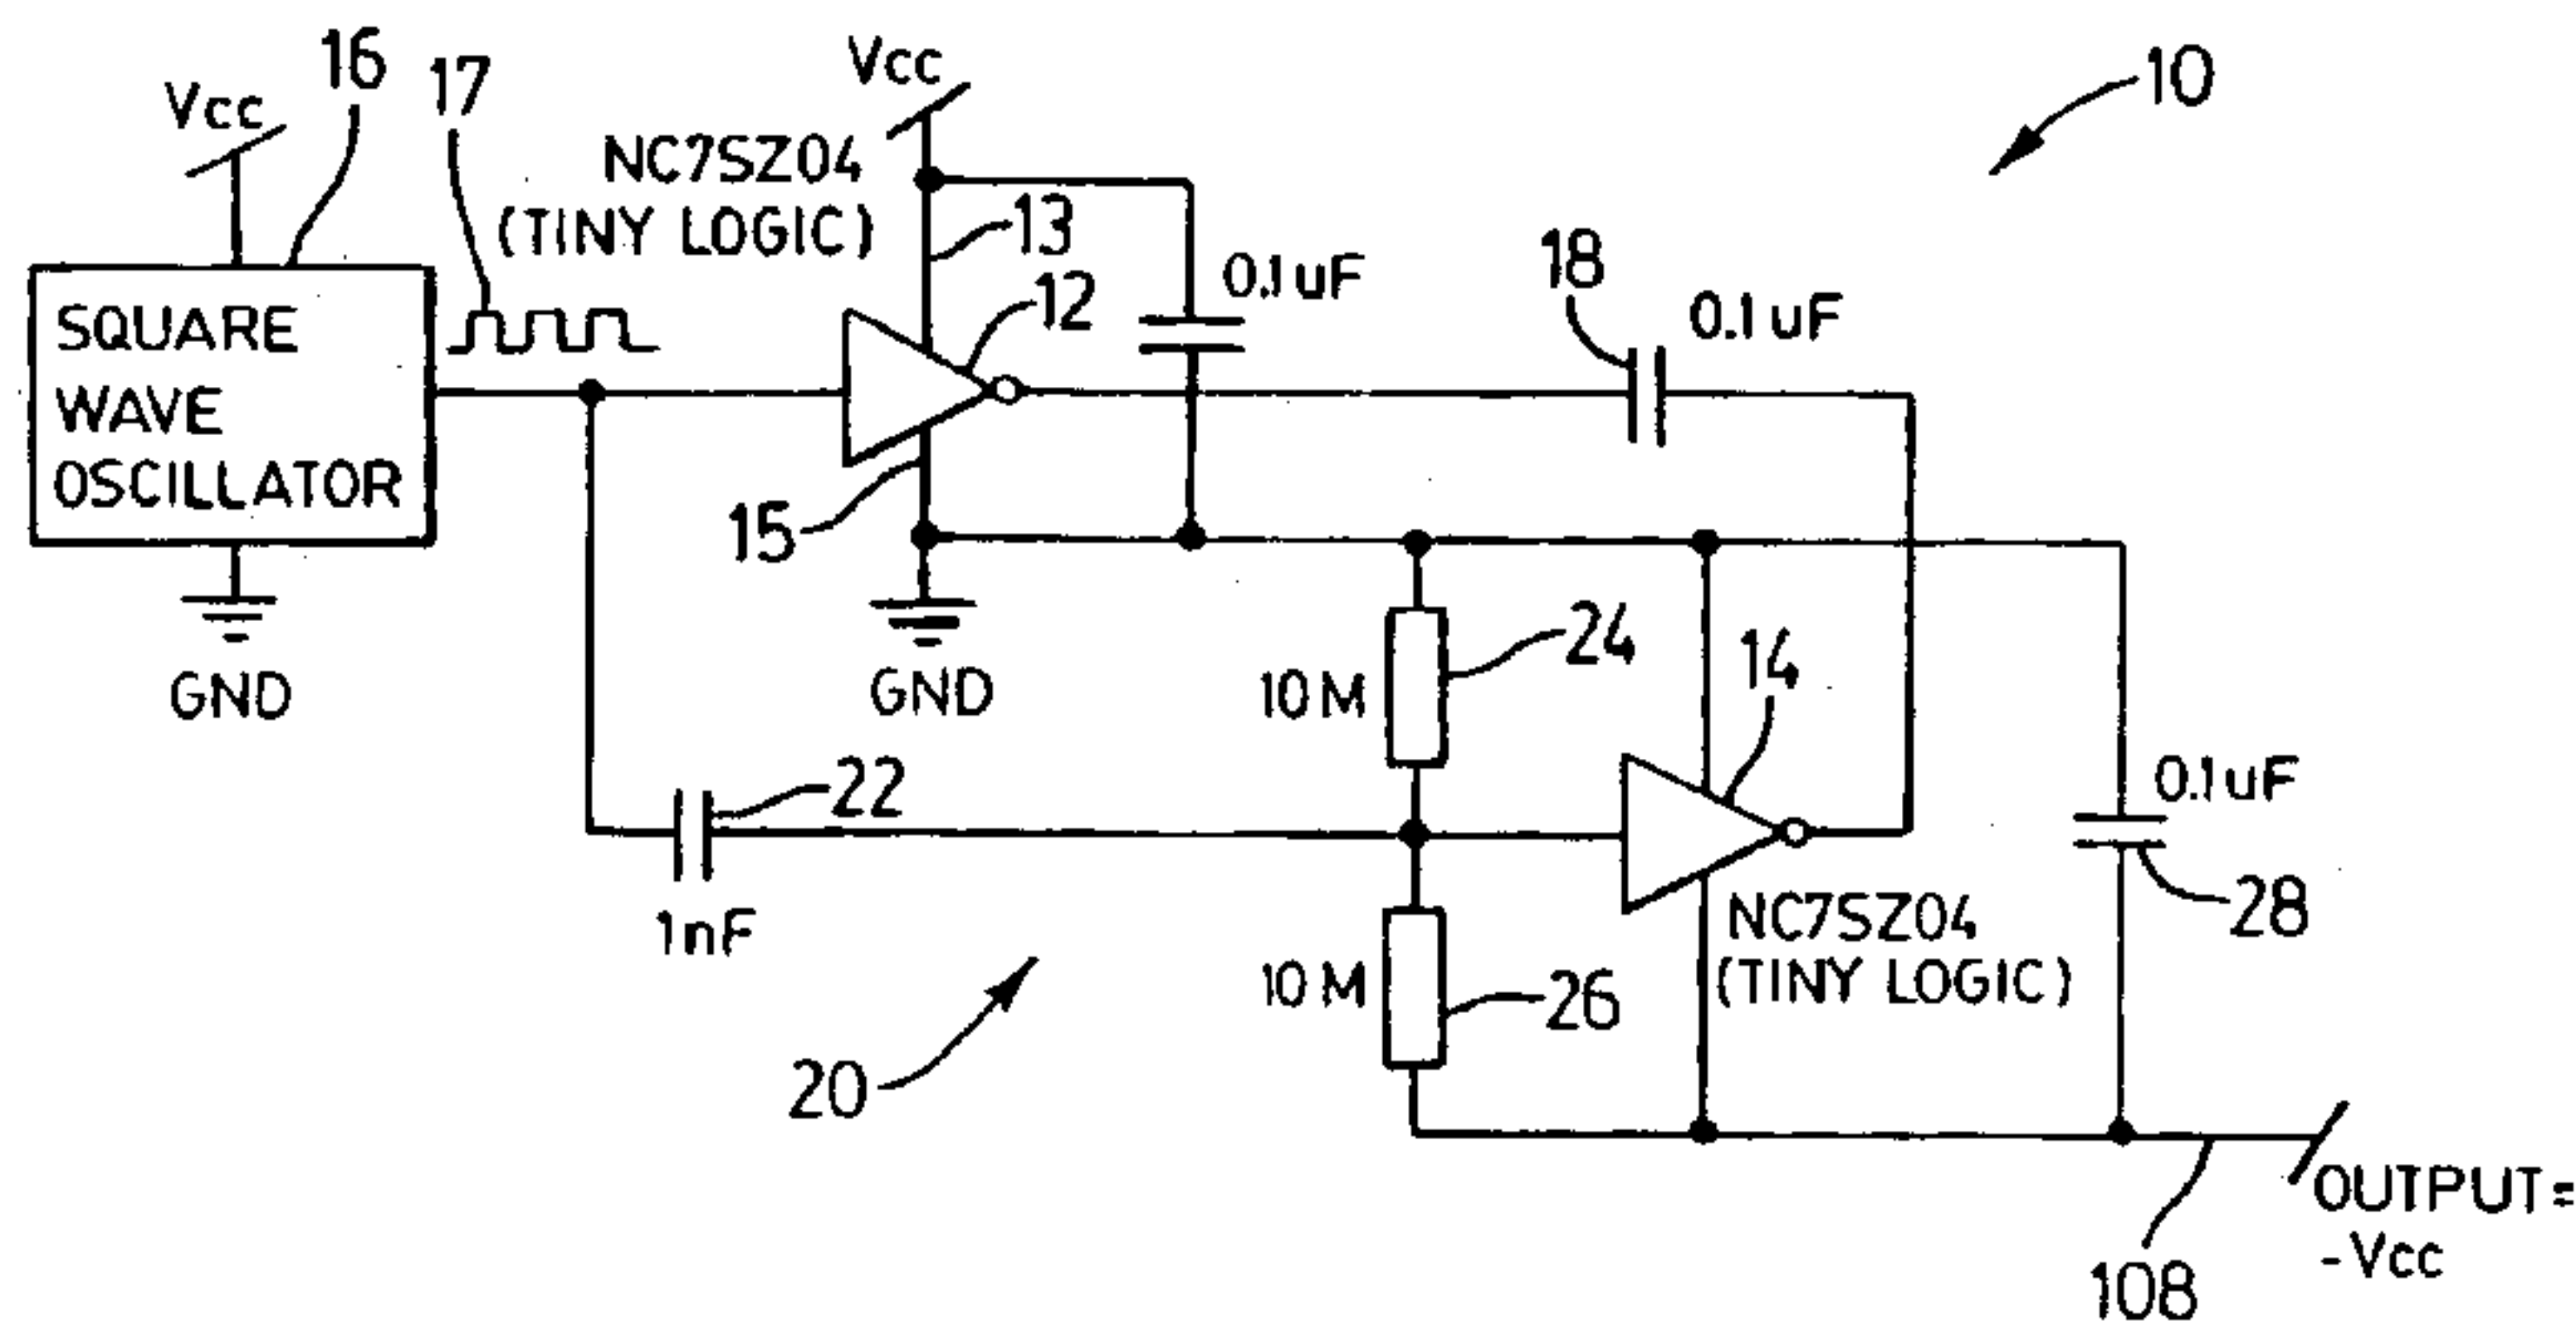 16
17
Vcc
Vcc
10
NC7SZ04
(TINY LOGIC)
13
18
0.1uF
0.1uF
12
SQUARE
WAVE
OSCILLATOR
15
24
14
GND
GND
10M
22
0.1uF
1nF
28
NC7SZ04
(TINY LOGIC)
10M
26
20
OUTPUT=
-Vcc
108